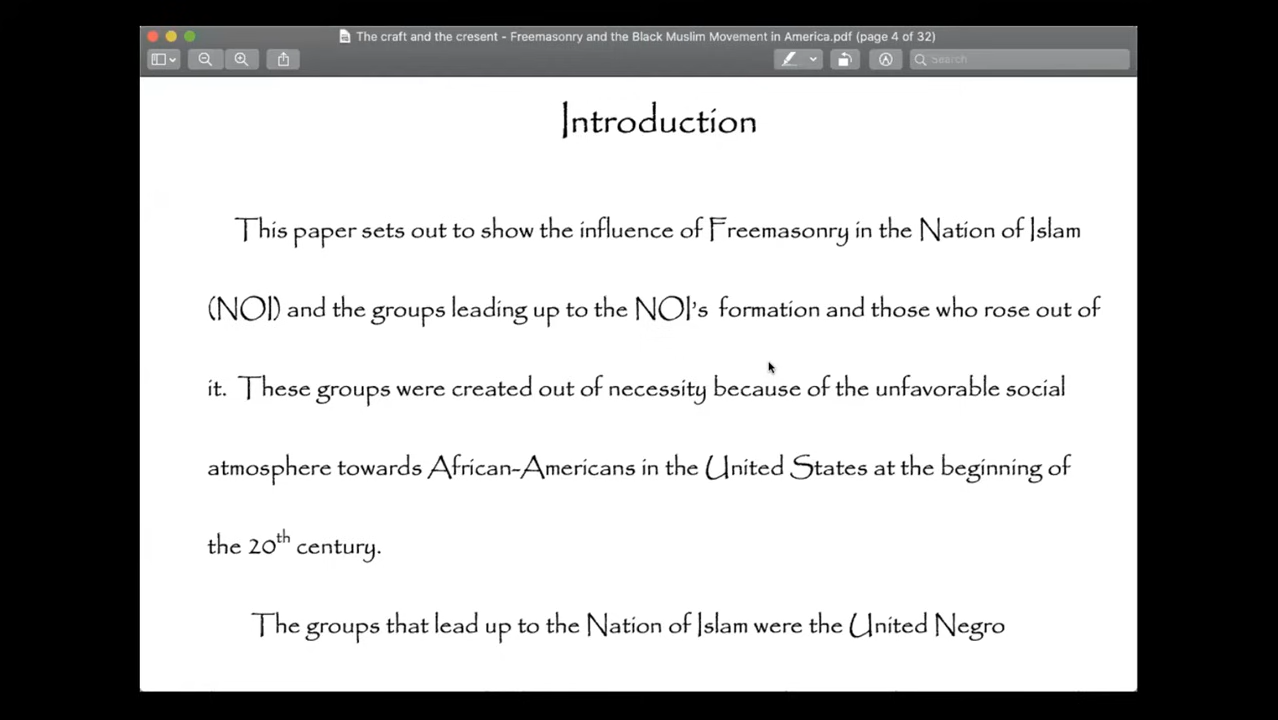 The craft and the cresent - Freemasonry and the Black Muslim Movement in America.pdf (page 4 of 32)
Search
Introduction
This paper sets out to show the influence of Freemasonry in the Nation of Islam
(NOI) and the groups leading up to the NOI's formation and those who rose out of
it. These groups were created out of necessity because of the unfavorable social
atmosphere towards African-Americans in the United States at the beginning of
the 20th century.
The groups that lead up to the Nation of Islam were the United Negro